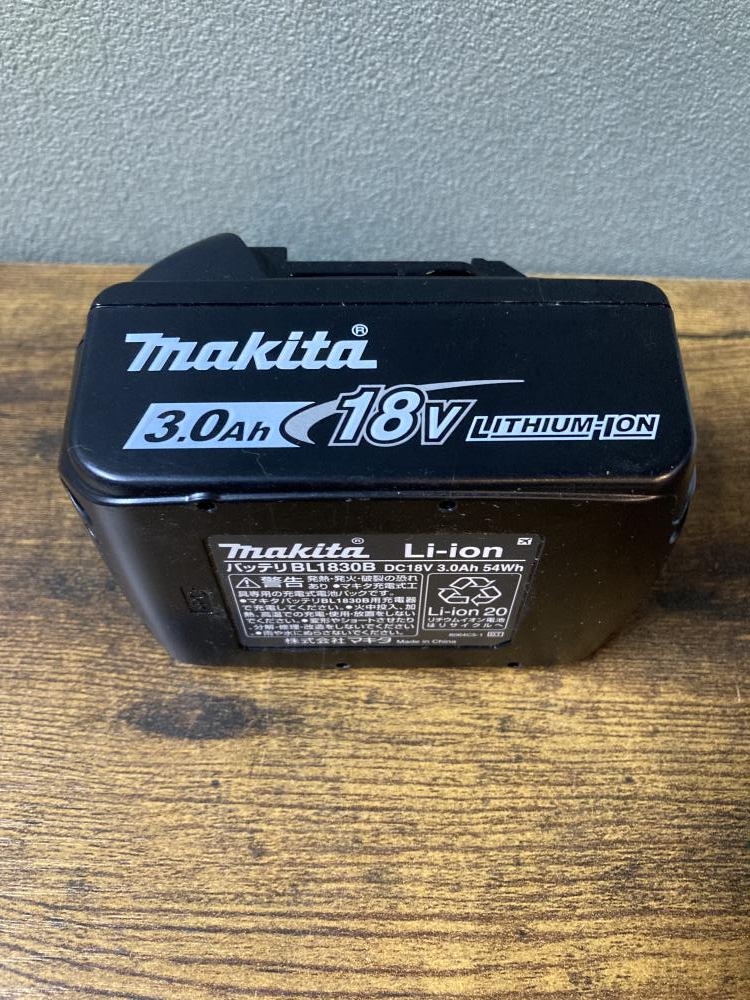 makita®
3.0Ah 18V LITHIUM-ION
makita® Li-ion
バッテリBL1830B DC18V 3.0Ah 54Wh
警告 発熱・発火・破裂の恐れ
あり ●マキタ充電式工
具専用の充電式電池パックです。
●マキタバッテリBL1830B用充電器
で充電してください。●火中投入、加
熱、高温での充電・使用・放置をしない
でください。●変形やショートさせたり
分解・修理・改造をしないでください
●雨や水にぬらさないでください。
株式会社マキタ Made in China
Li-ion 20
リチウムイオン電池
はリサイクルへ